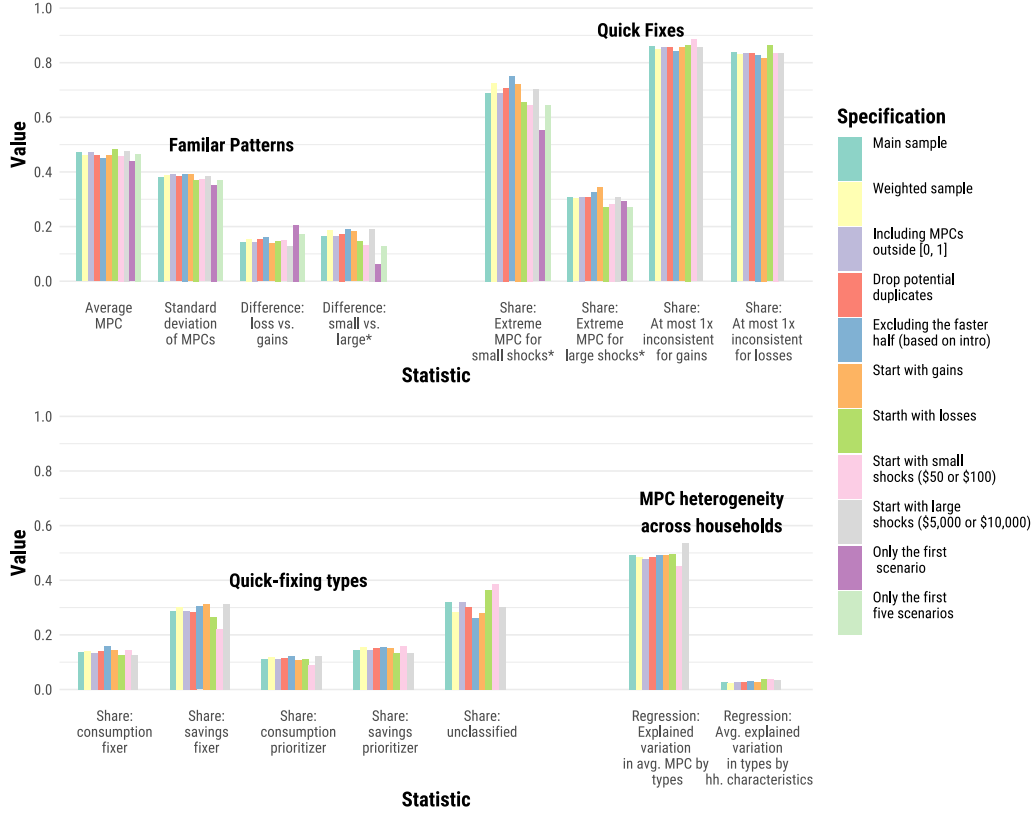 1.0
0.8
0.6
0.4
0.2
0.0
Value
Familar Patterns
Quick Fixes
Average
MPC
Standard
deviation
of MPCs
Difference:
loss vs.
gains
Difference:
small vs.
large*
Share:
Extreme
MPC for
small shocks*
Share:
Extreme
MPC for
large shocks*
Share:
At most 1x
inconsistent
for gains
Share:
At most 1x
inconsistent
for losses
Statistic
1.0
0.8
0.6
0.4
0.2
0.0
Value
Quick-fixing types
MPC heterogeneity
across households
Share:
consumption
fixer
Share:
savings
fixer
Share:
consumption
prioritizer
Share:
savings
prioritizer
Share:
unclassified
Regression:
Explained
variation
in avg. MPC by
types
Regression:
Avg. explained
variation
in types by
hh. characteristics
Statistic
Specification
Main sample
Weighted sample
Including MPCs
outside [0, 1]
Drop potential
duplicates
Excluding the faster
half (based on intro)
Start with gains
Starth with losses
Start with small
shocks ($50 or $100)
Start with large
shocks ($5,000 or $10,000)
Only the first
scenario
Only the first
five scenarios